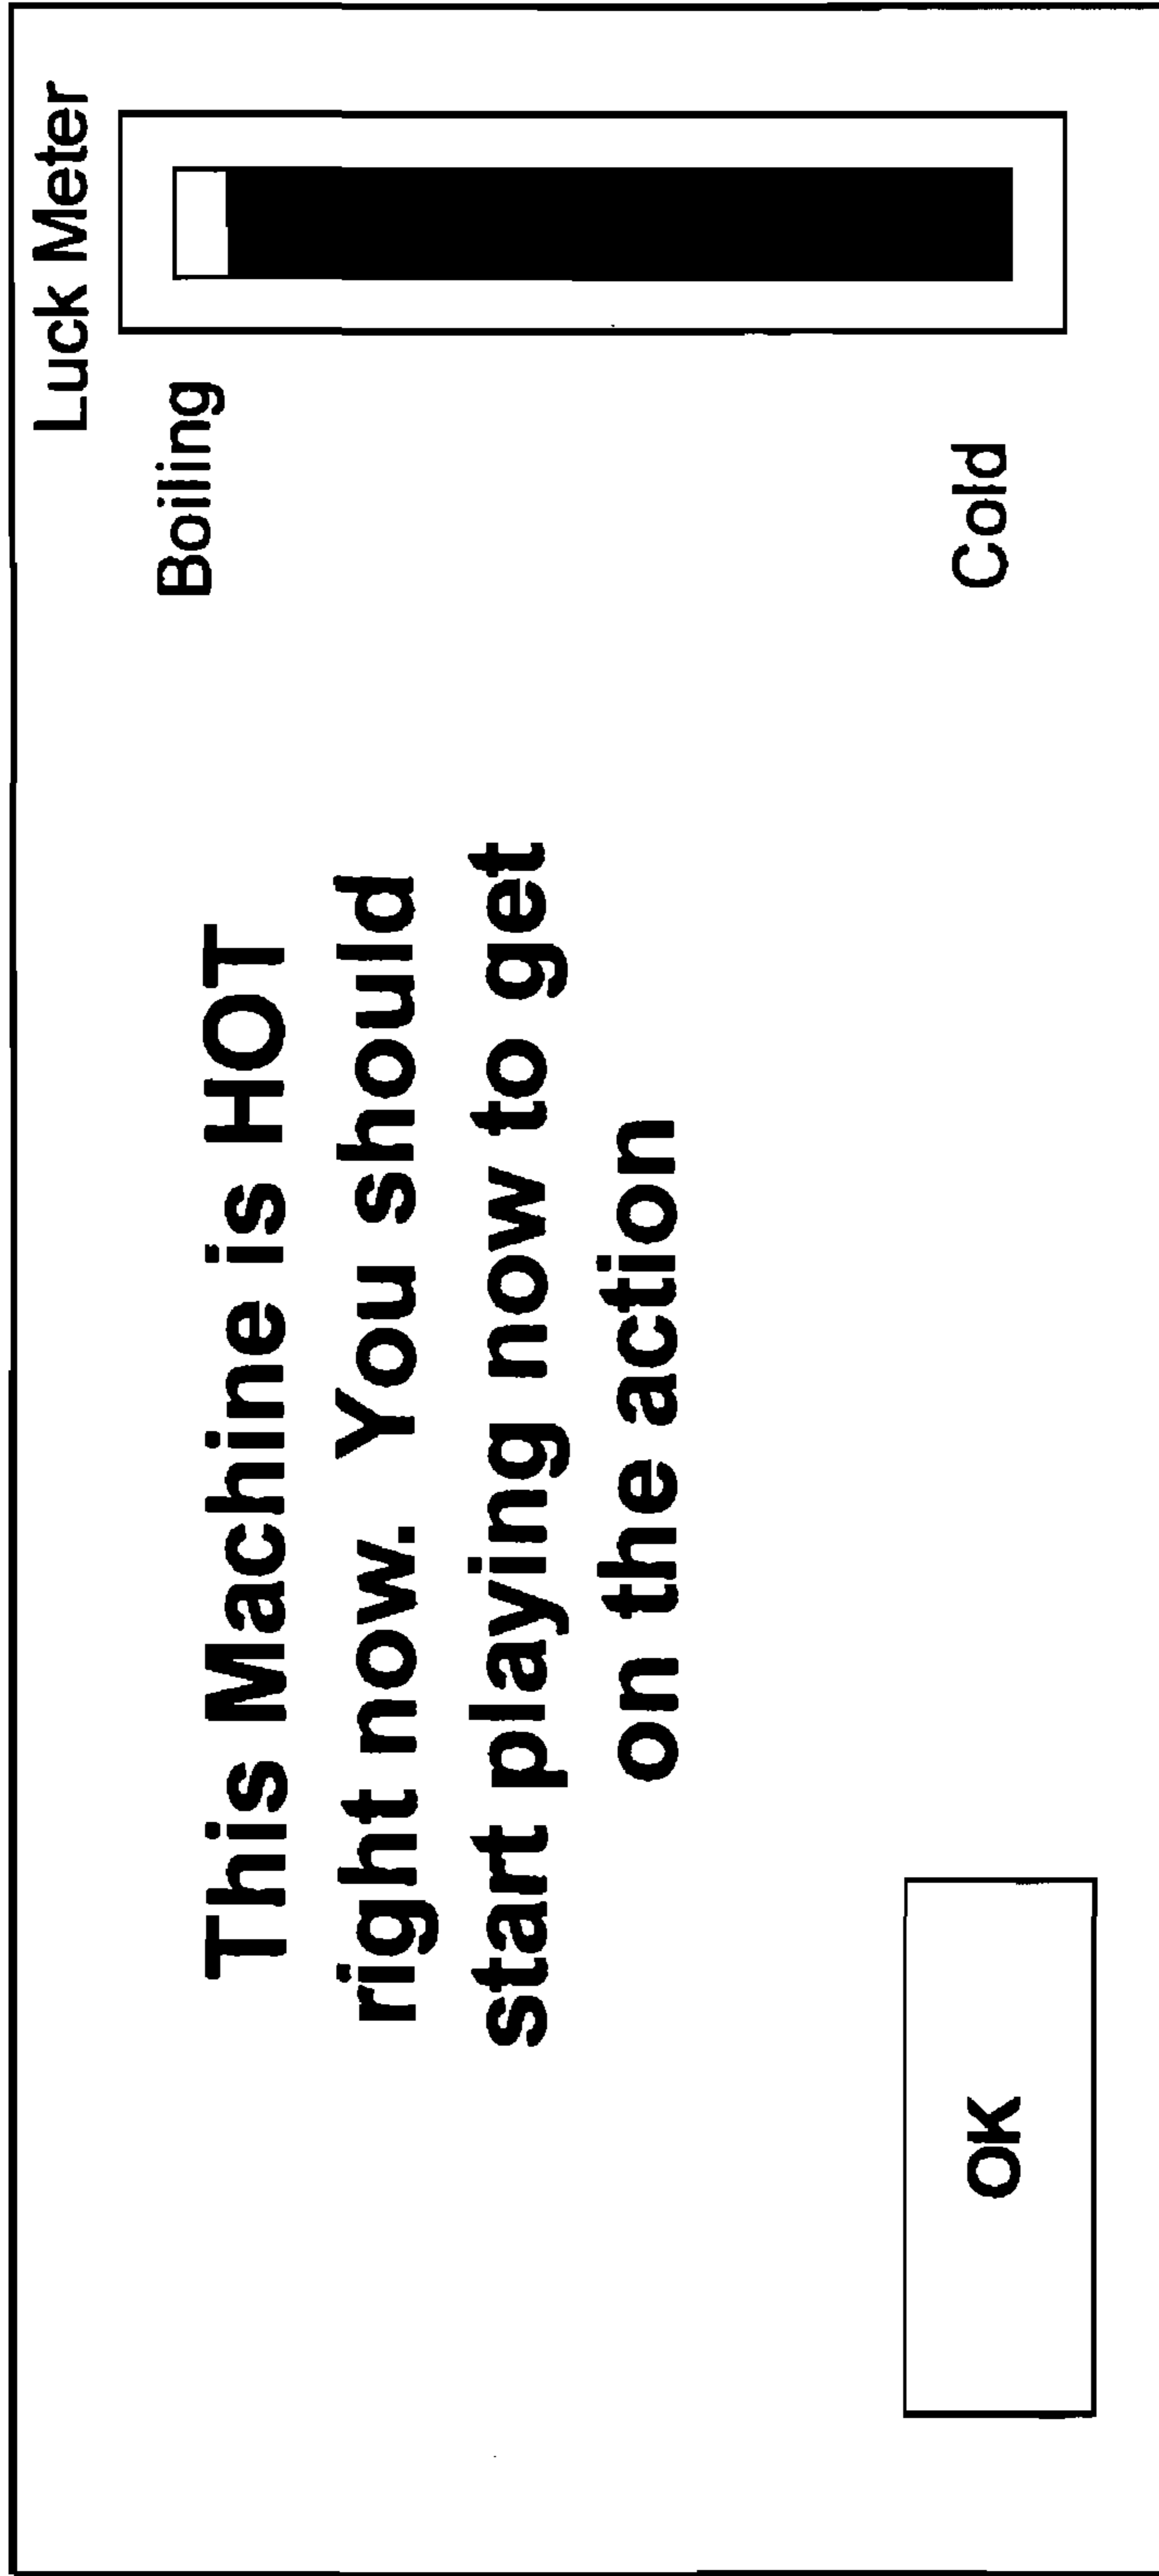 Luck Meter
Boiling
Cold
This Machine is HOT
right now. You should
start playing now to get
on the action
OK